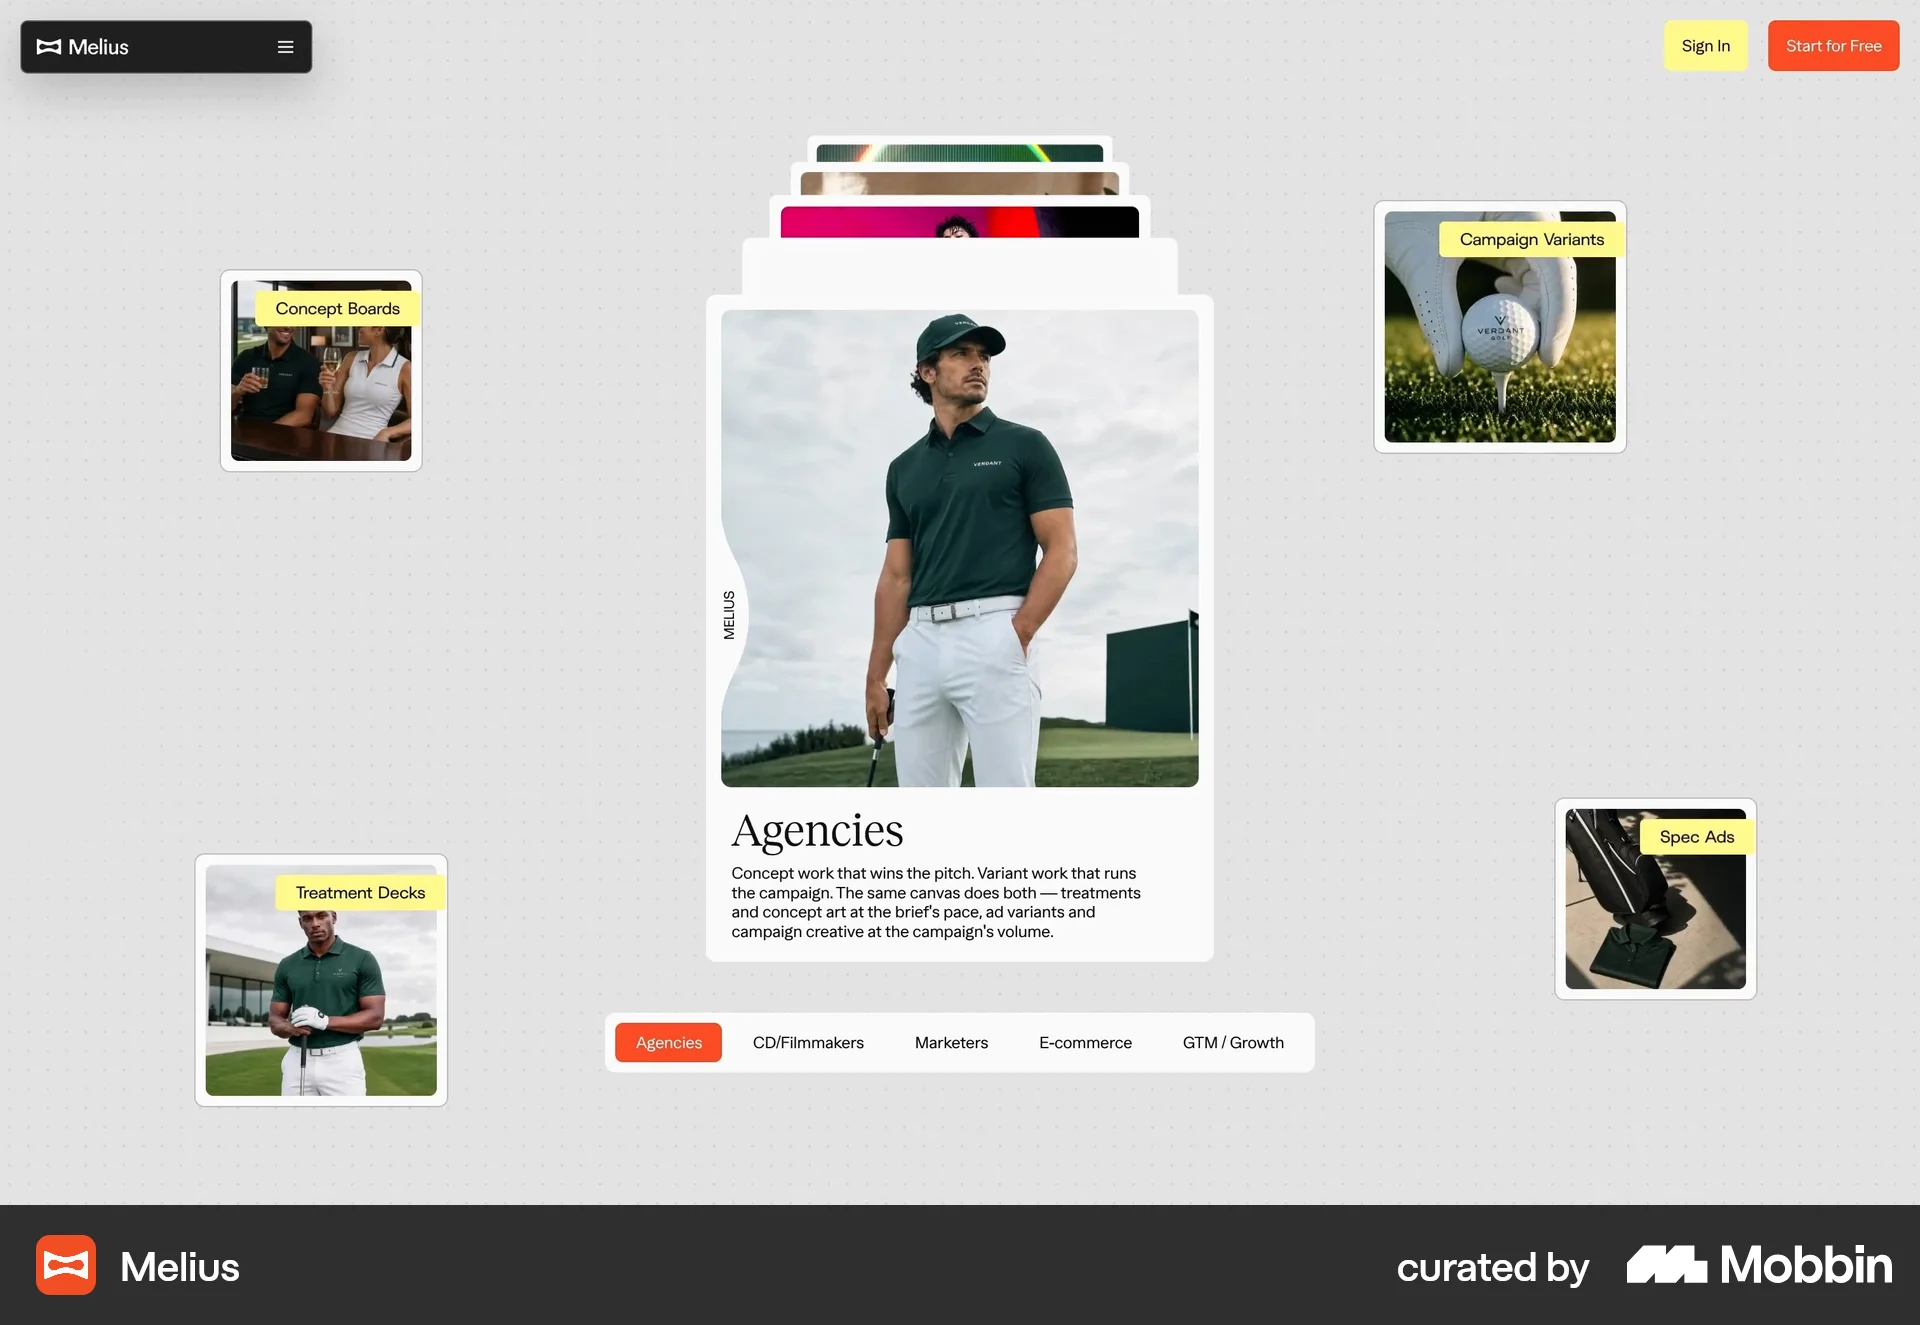 Melius
Sign In
Start for Free
Concept Boards
Campaign Variants
VERDANT
GOLF
VERDANT
MELIUS
Agencies
Concept work that wins the pitch. Variant work that runs
the campaign. The same canvas does both — treatments
and concept art at the brief's pace, ad variants and
campaign creative at the campaign's volume.
Treatment Decks
Spec Ads
Agencies
CD/Filmmakers
Marketers
E-commerce
GTM / Growth
Melius
curated by
Mobbin